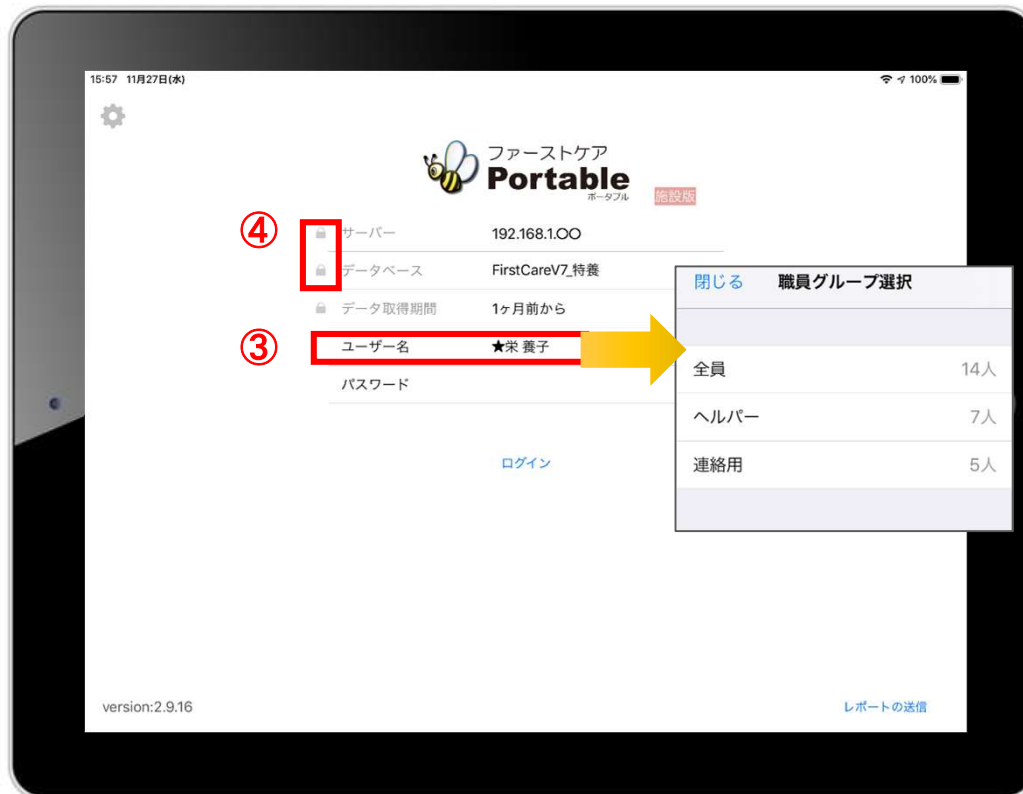 15:57 11月27日(水)
100%
ファーストケア
Portable
ポータブル
施設版
④
サーバー 192.168.1.〇〇
データベース FirstCareV7_特養
データ取得期間 1ヶ月前から
③
ユーザー名 ★栄 養子
パスワード
ログイン
閉じる 職員グループ選択
全員 14人
ヘルパー 7人
連絡用 5人
version:2.9.16
レポートの送信